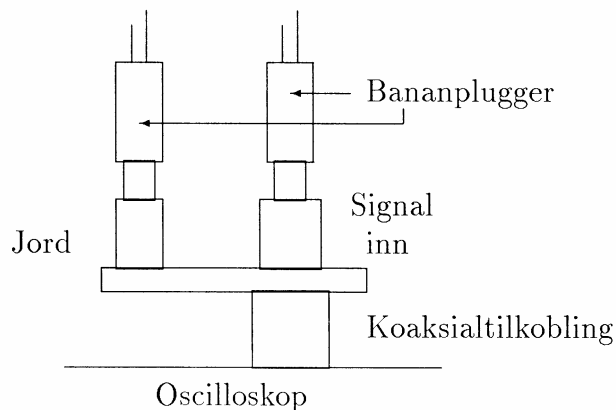 Bananplugger
Signal
inn
Jord
Koaksialtilkobling
Oscilloskop